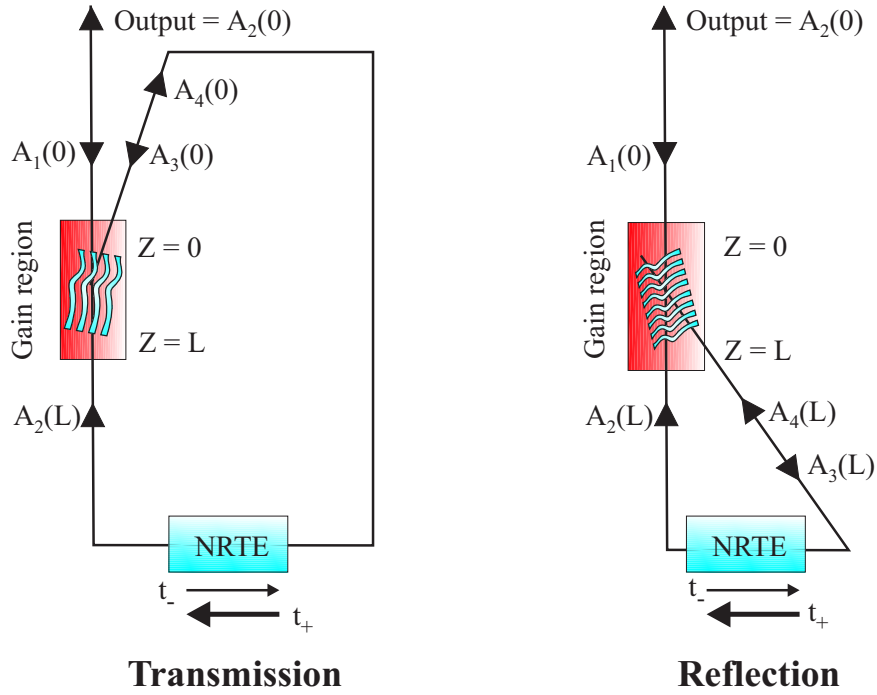 Output = A₂(0)
A₄(0)
A₁(0)
A₃(0)
Gain region
Z = 0
Z = L
A₂(L)
NRTE
t₋
t₊
Transmission
Output = A₂(0)
A₁(0)
Gain region
Z = 0
Z = L
A₂(L)
A₄(L)
A₃(L)
NRTE
t₋
t₊
Reflection